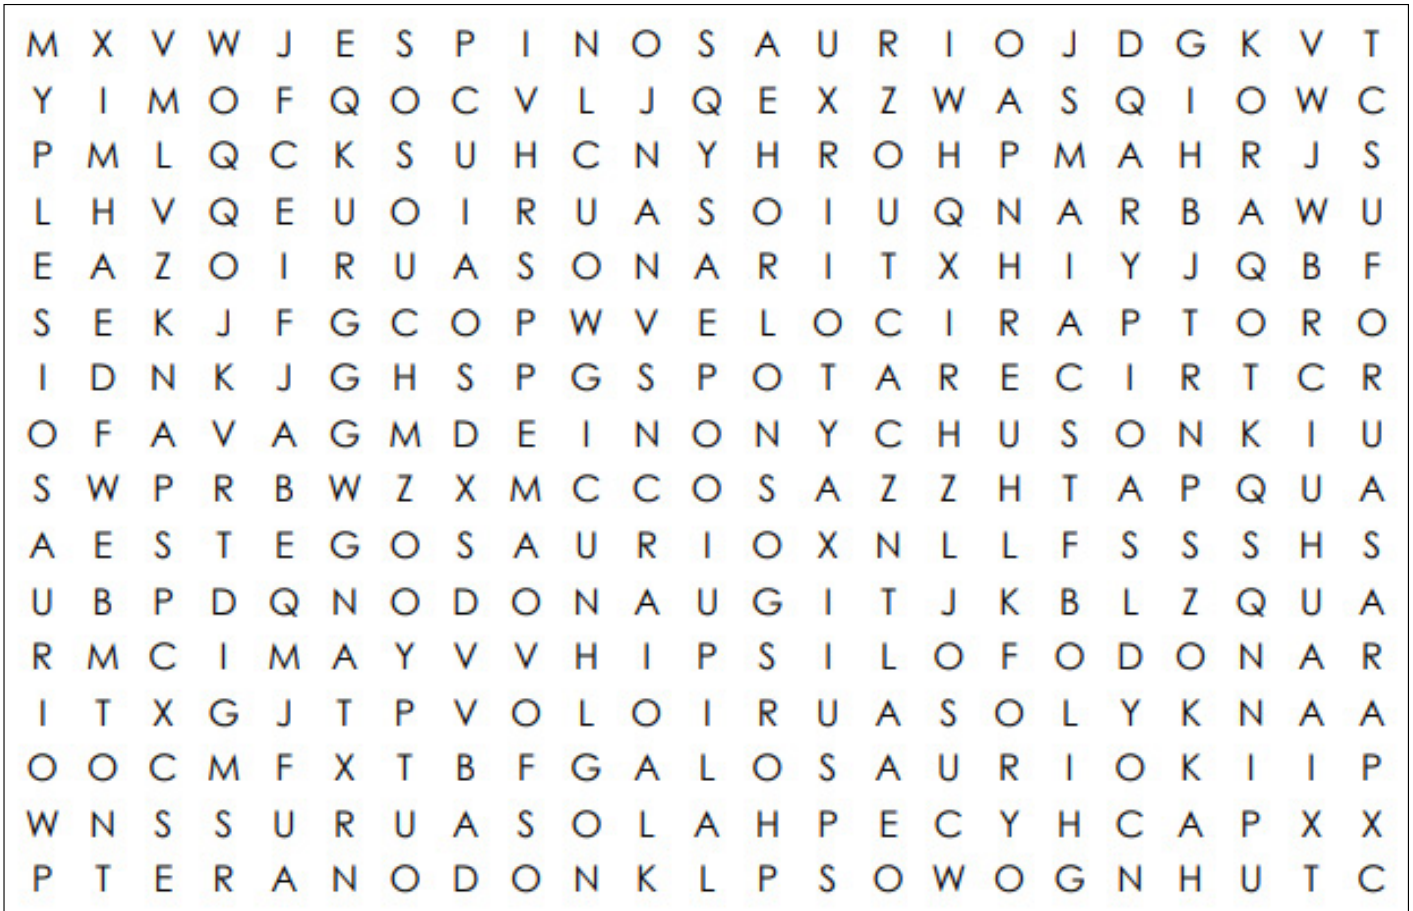 M X V W J E S P I N O S A U R I O J D G K V T
Y I M O F Q O C V L J Q E X Z W A S Q I O W C
P M L Q C K S U H C N Y H R O H P M A H R J S
L H V Q E U O I R U A S O I U Q N A R B A W U
E A Z O I R U A S O N A R I T X H I Y J Q B F
S E K J F G C O P W V E L O C I R A P T O R O
I D N K J G H S P G S P O T A R E C I R T C R
O F A V A G M D E I N O N Y C H U S O N K I U
S W P R B W Z X M C C O S A Z Z H T A P Q U A
A E S T E G O S A U R I O X N L L F S S S H S
U B P D Q N O D O N A U G I T J K B L Z Q U A
R M C I M A Y V V H I P S I L O F O D O N A R
I T X G J T P V O L O I R U A S O L Y K N A A
O O C M F X T B F G A L O S A U R I O K I I P
W N S S U R U A S O L A H P E C Y H C A P X X
P T E R A N O D O N K L P S O W O G N H U T C